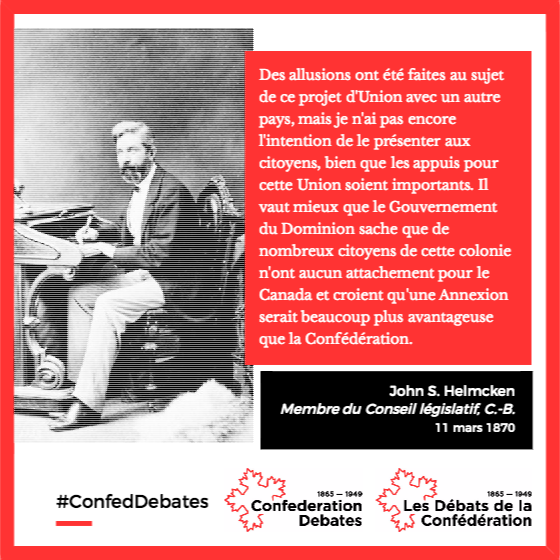 Des allusions ont été faites au sujet
de ce projet d'Union avec un autre
pays, mais je n'ai pas encore
l'intention de le présenter aux
citoyens, bien que les appuis pour
cette Union soient importants. Il
vaut mieux que le Gouvernement
du Dominion sache que de
nombreux citoyens de cette colonie
n'ont aucun attachement pour le
Canada et croient qu'une Annexion
serait beaucoup plus avantageuse
que la Confédération.
John S. Helmcken
Membre du Conseil législatif, C.-B.
11 mars 1870
#ConfedDebates
1865 — 1949
Confederation
Debates
1865 — 1949
Les Débats de la
Confédération